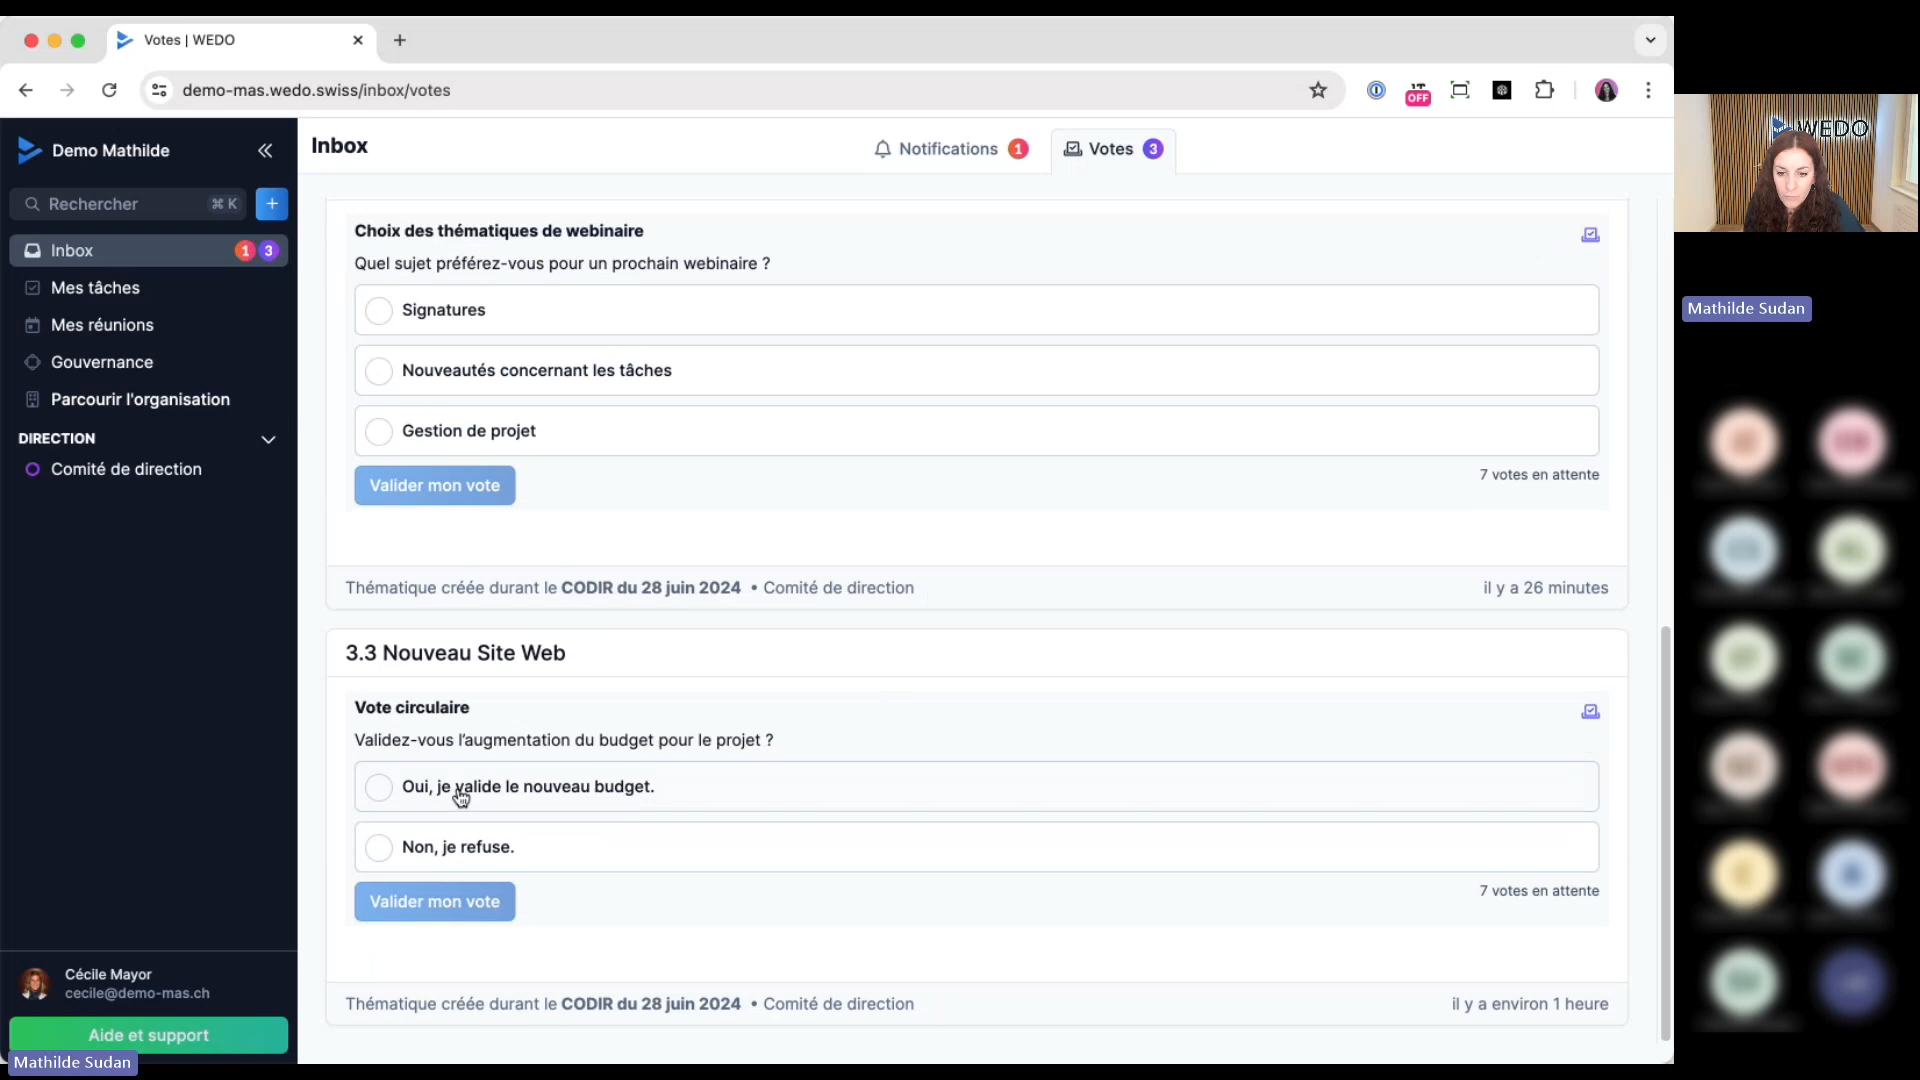 Votes | WEDO
demo-mas.wedo.swiss/inbox/votes
OFF
Demo Mathilde
Rechercher
⌘ K
+
Inbox
1
3
Mes tâches
Mes réunions
Gouvernance
Parcourir l'organisation
DIRECTION
Comité de direction
Cécile Mayor
cecile@demo-mas.ch
Aide et support
Mathilde Sudan
Inbox
Notifications 1
Votes 3
Choix des thématiques de webinaire
Quel sujet préférez-vous pour un prochain webinaire ?
Signatures
Nouveautés concernant les tâches
Gestion de projet
Valider mon vote
7 votes en attente
Thématique créée durant le CODIR du 28 juin 2024 • Comité de direction
il y a 26 minutes
3.3 Nouveau Site Web
Vote circulaire
Validez-vous l'augmentation du budget pour le projet ?
Oui, je valide le nouveau budget.
Non, je refuse.
Valider mon vote
7 votes en attente
Thématique créée durant le CODIR du 28 juin 2024 • Comité de direction
il y a environ 1 heure
WEDO
Mathilde Sudan